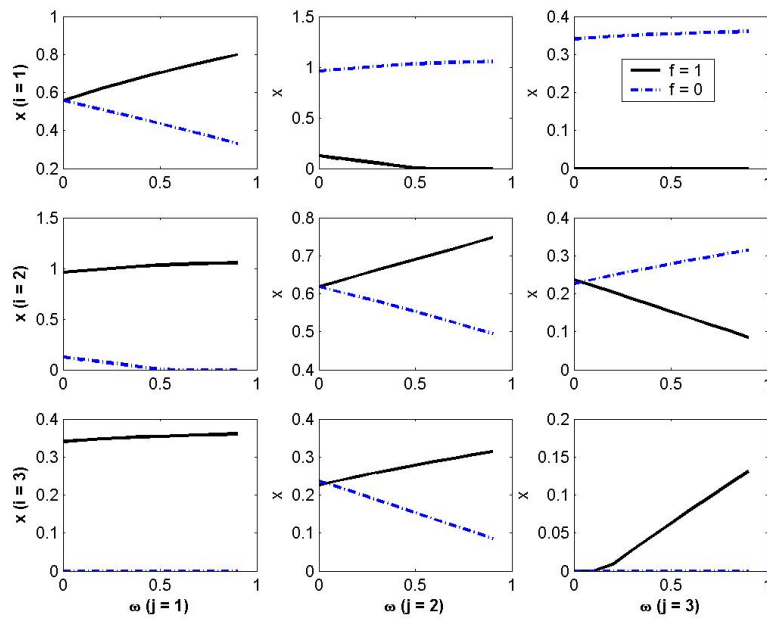 1
0.8
0.6
0.4
0.2
0 0.5 1
x (i = 1)
1.5
1
0.5
0
0 0.5 1
x
0.4
0.3
0.2
0.1
0
0 0.5 1
x
f = 1
f = 0
1.5
1
0.5
0
0 0.5 1
x (i = 2)
0.8
0.7
0.6
0.5
0.4
0 0.5 1
x
0.4
0.3
0.2
0.1
0
0 0.5 1
x
0.4
0.3
0.2
0.1
0
0 0.5 1
x (i = 3)
ω (j = 1)
0.4
0.3
0.2
0.1
0
0 0.5 1
x
ω (j = 2)
0.2
0.15
0.1
0.05
0
0 0.5 1
x
ω (j = 3)